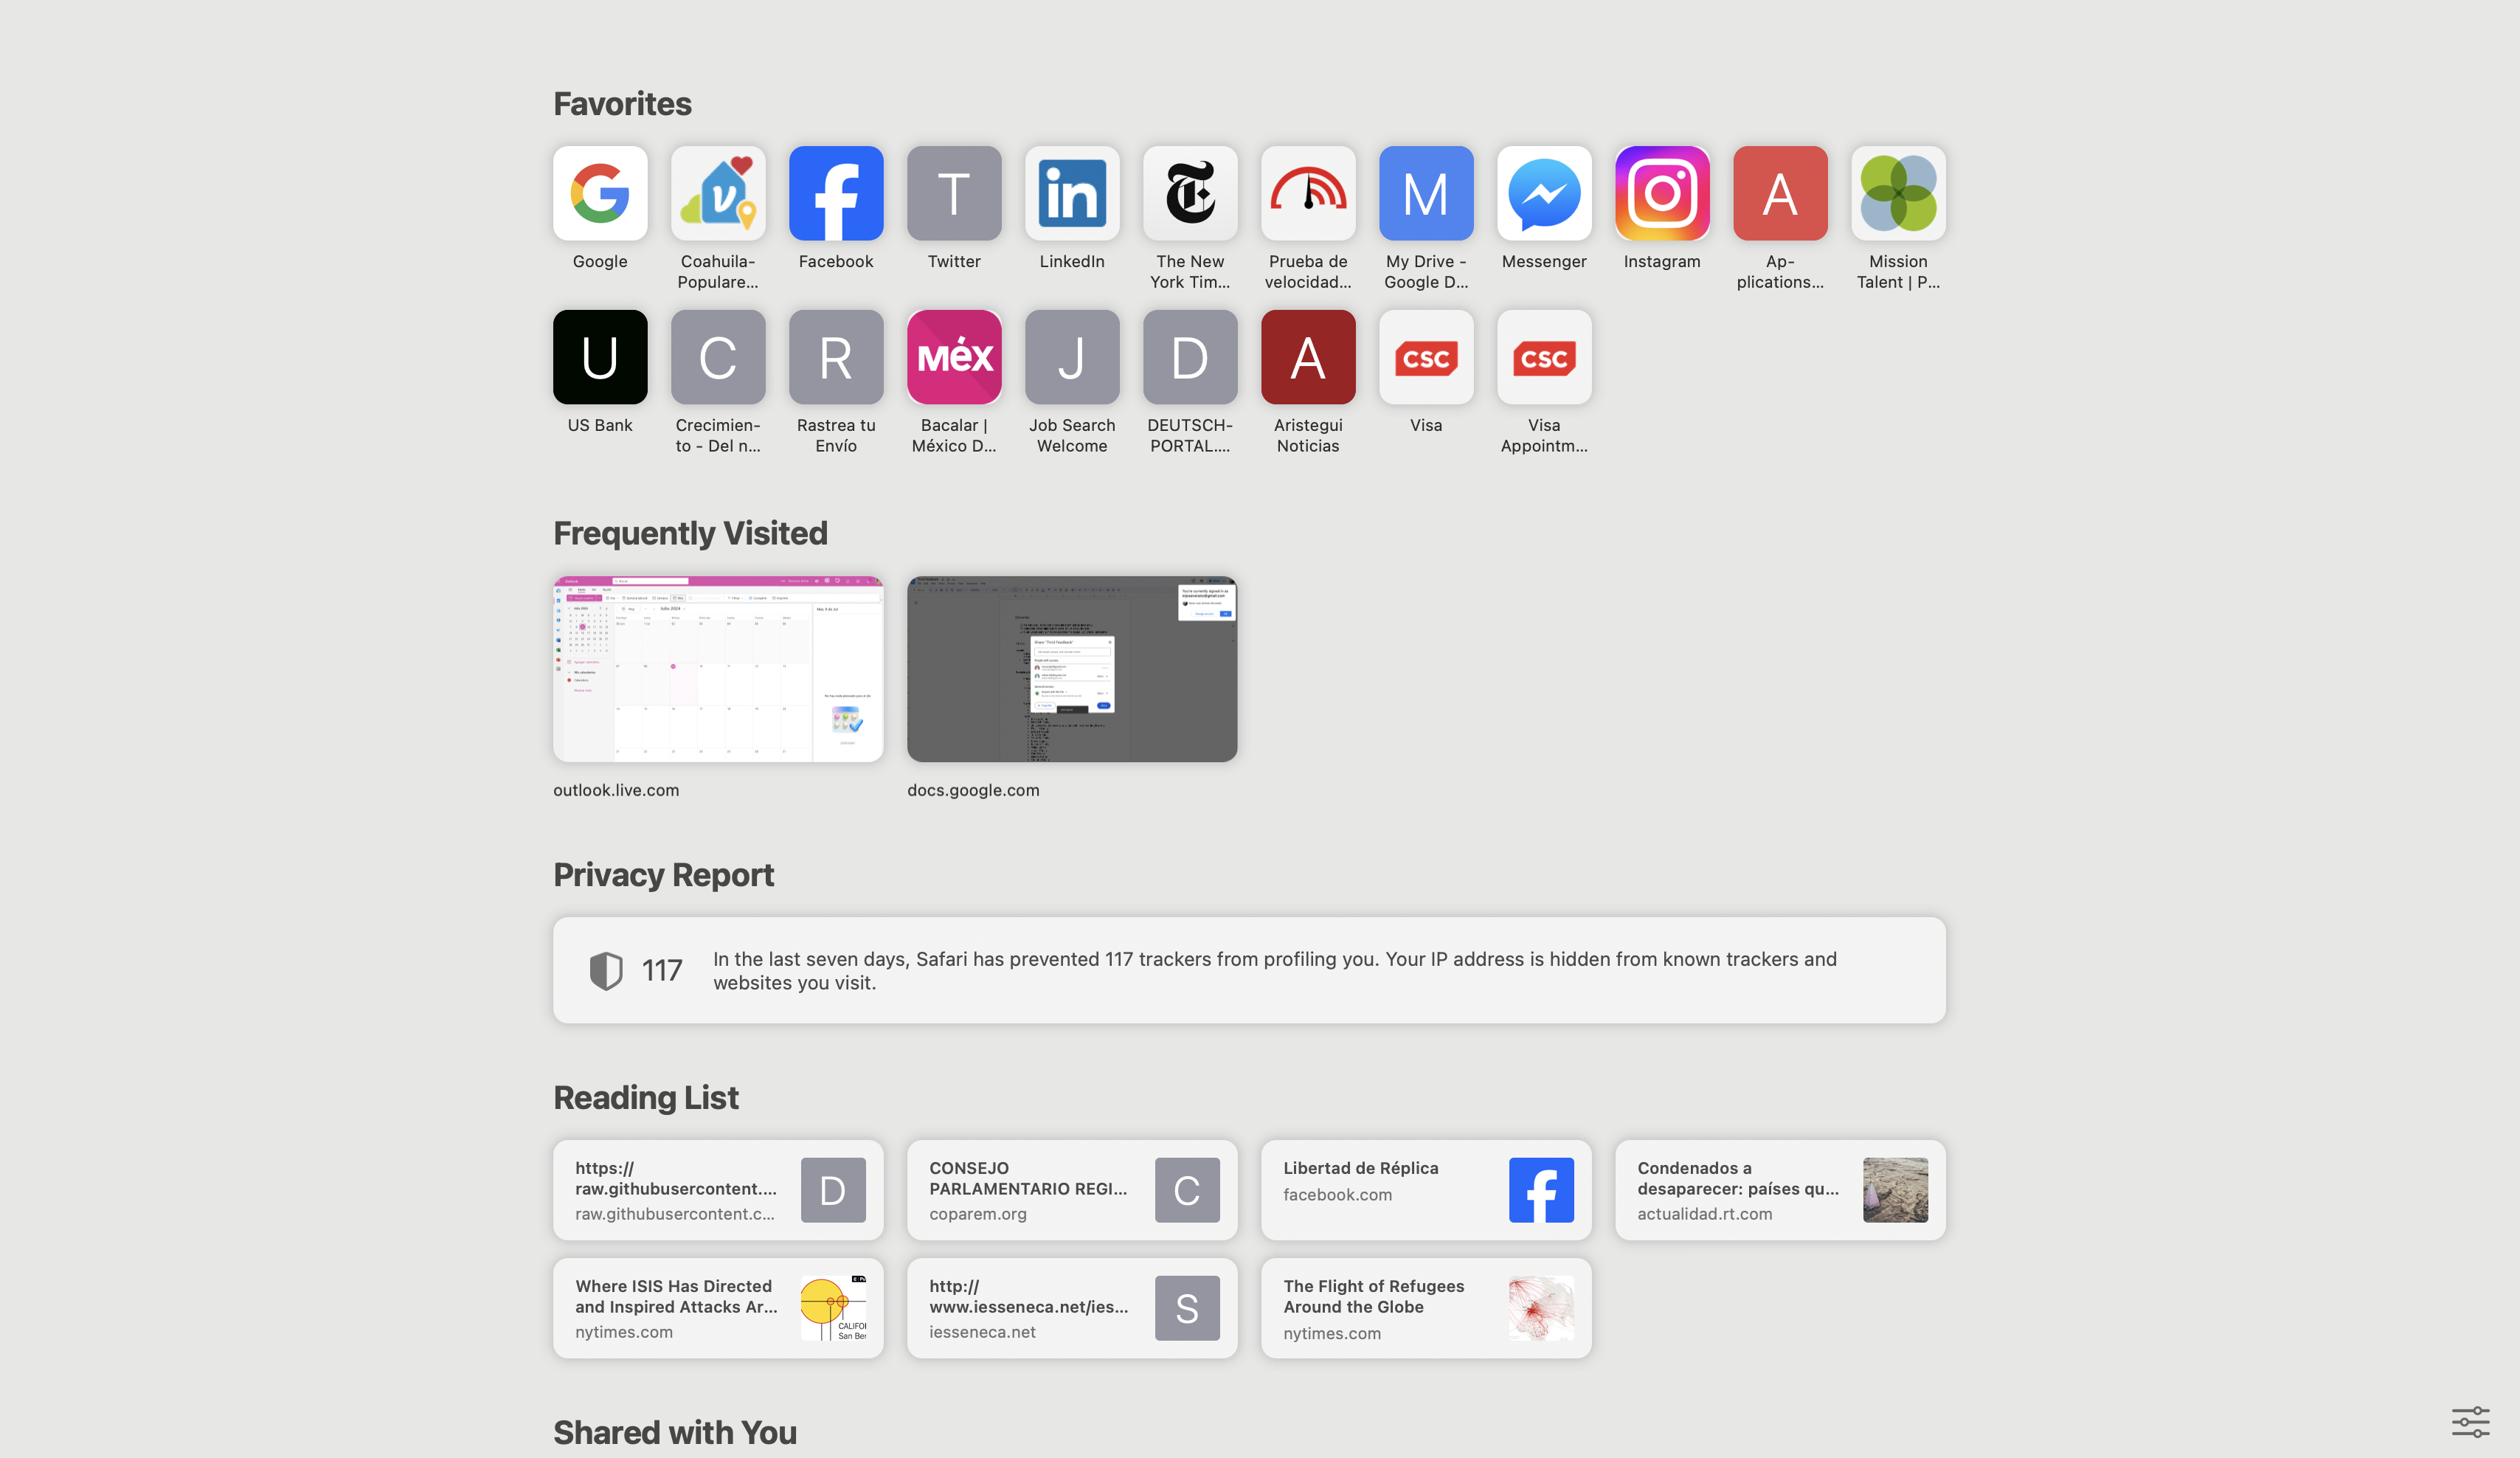 Favorites
Google
Coahuila-
Populare...
Facebook
T
Twitter
in
LinkedIn
The New
York Tim...
Prueba de
velocidad...
M
My Drive -
Google D...
Messenger
Instagram
A
Ap-
plications...
Mission
Talent | P...
U
US Bank
C
Crecimien-
to - Del n...
R
Rastrea tu
Envío
MéX
Bacalar |
México D...
J
Job Search
Welcome
D
DEUTSCH-
PORTAL....
A
Aristegui
Noticias
CSC
Visa
CSC
Visa
Appointm...
Frequently Visited
outlook.live.com
docs.google.com
Privacy Report
117
In the last seven days, Safari has prevented 117 trackers from profiling you. Your IP address is hidden from known trackers and
websites you visit.
Reading List
https://
raw.githubusercontent....
raw.githubusercontent.c...
D
CONSEJO
PARLAMENTARIO REGI...
coparem.org
C
Libertad de Réplica
facebook.com
Condenados a
desaparecer: países qu...
actualidad.rt.com
Where ISIS Has Directed
and Inspired Attacks Ar...
nytimes.com
CALIFOI
San Ber
http://
www.iesseneca.net/ies...
iesseneca.net
S
The Flight of Refugees
Around the Globe
nytimes.com
Shared with You